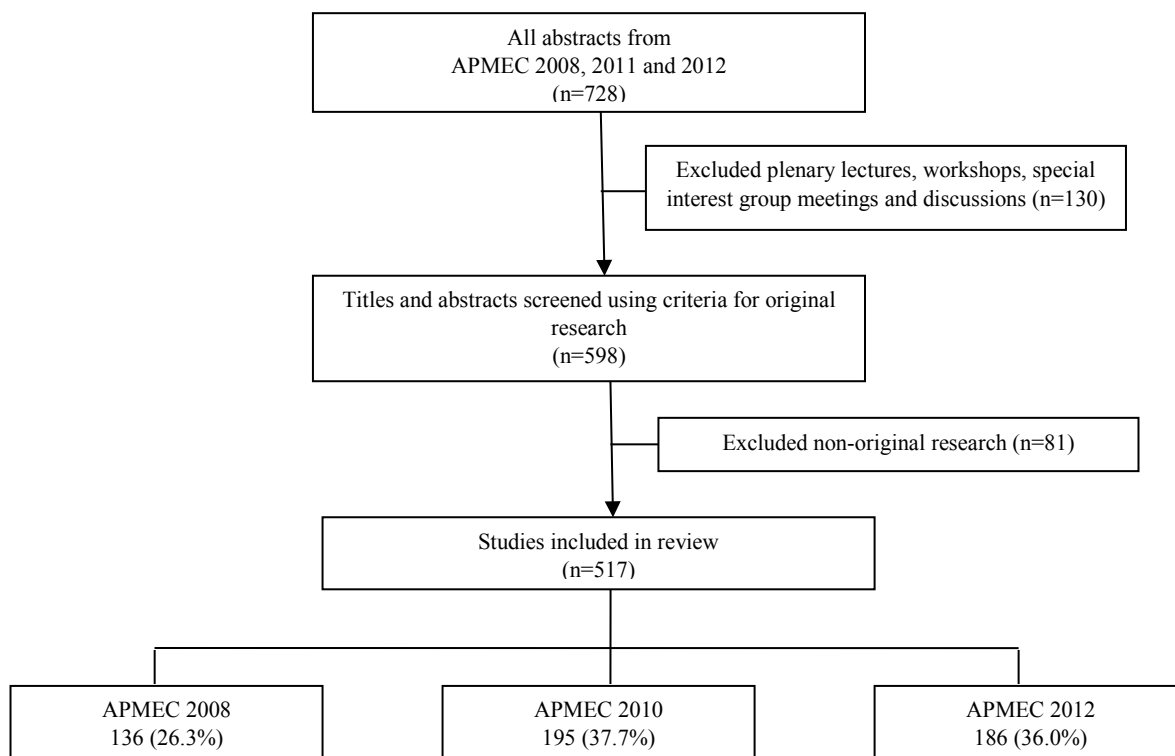 All abstracts from
APMEC 2008, 2011 and 2012
(n=728)
Excluded plenary lectures, workshops, special
interest group meetings and discussions (n=130)
Titles and abstracts screened using criteria for original
research
(n=598)
Excluded non-original research (n=81)
Studies included in review
(n=517)
APMEC 2008
136 (26.3%)
APMEC 2010
195 (37.7%)
APMEC 2012
186 (36.0%)